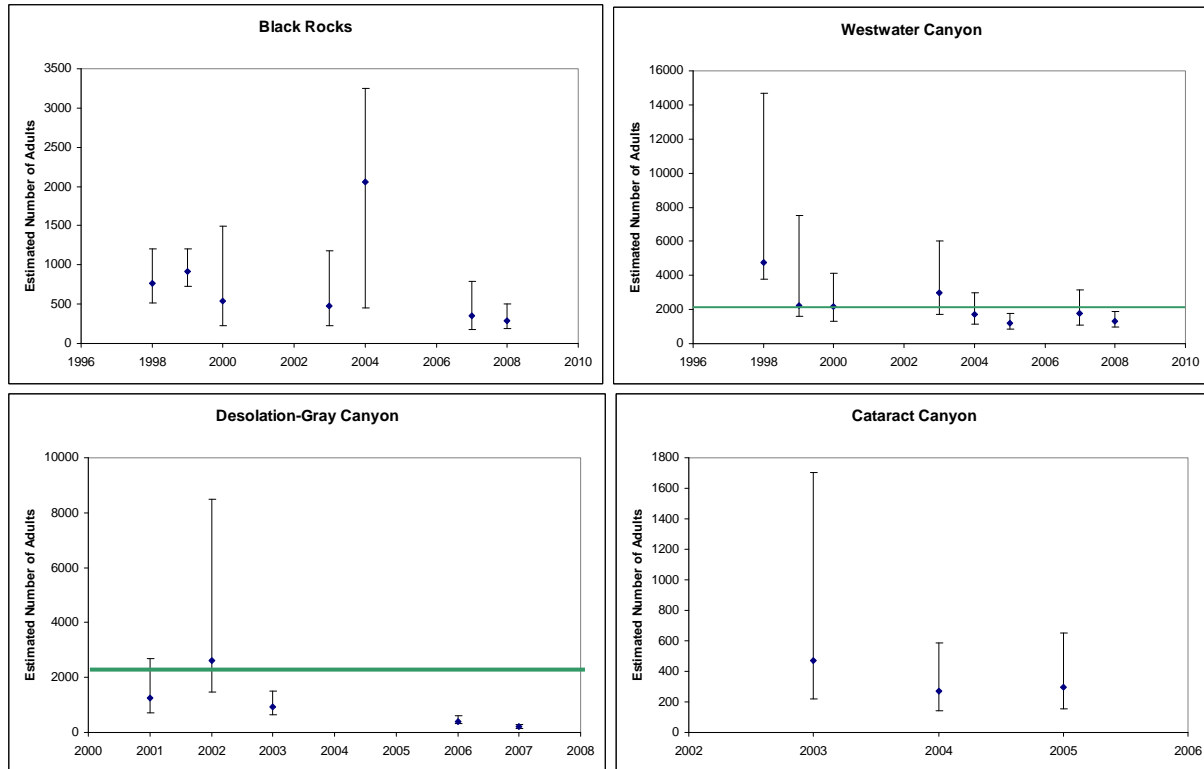 Black Rocks
Estimated Number of Adults
3500
3000
2500
2000
1500
1000
500
0
1996 1998 2000 2002 2004 2006 2008 2010
Westwater Canyon
Estimated Number of Adults
16000
14000
12000
10000
8000
6000
4000
2000
0
1996 1998 2000 2002 2004 2006 2008 2010
Desolation-Gray Canyon
Estimated Number of Adults
10000
8000
6000
4000
2000
0
2000 2001 2002 2003 2004 2005 2006 2007 2008
Cataract Canyon
Estimated Number of Adults
1800
1600
1400
1200
1000
800
600
400
200
0
2002 2003 2004 2005 2006